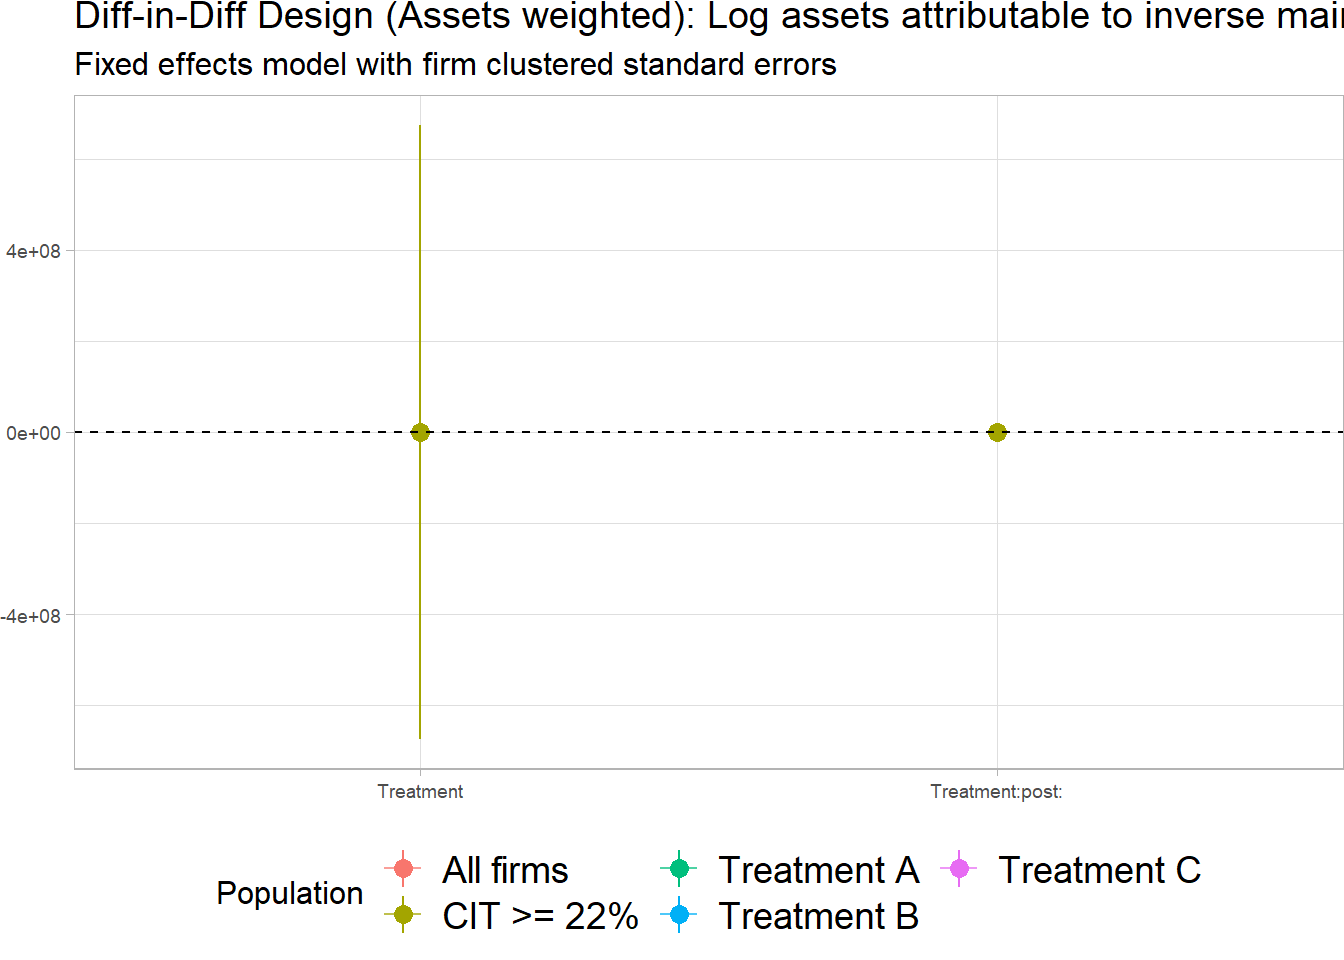 Diff-in-Diff Design (Assets weighted): Log assets attributable to inverse
Fixed effects model with firm clustered standard errors
4e+08
0e+00
-4e+08
Treatment Treatment:post:
Population
All firms Treatment A Treatment C
CIT >= 22% Treatment B